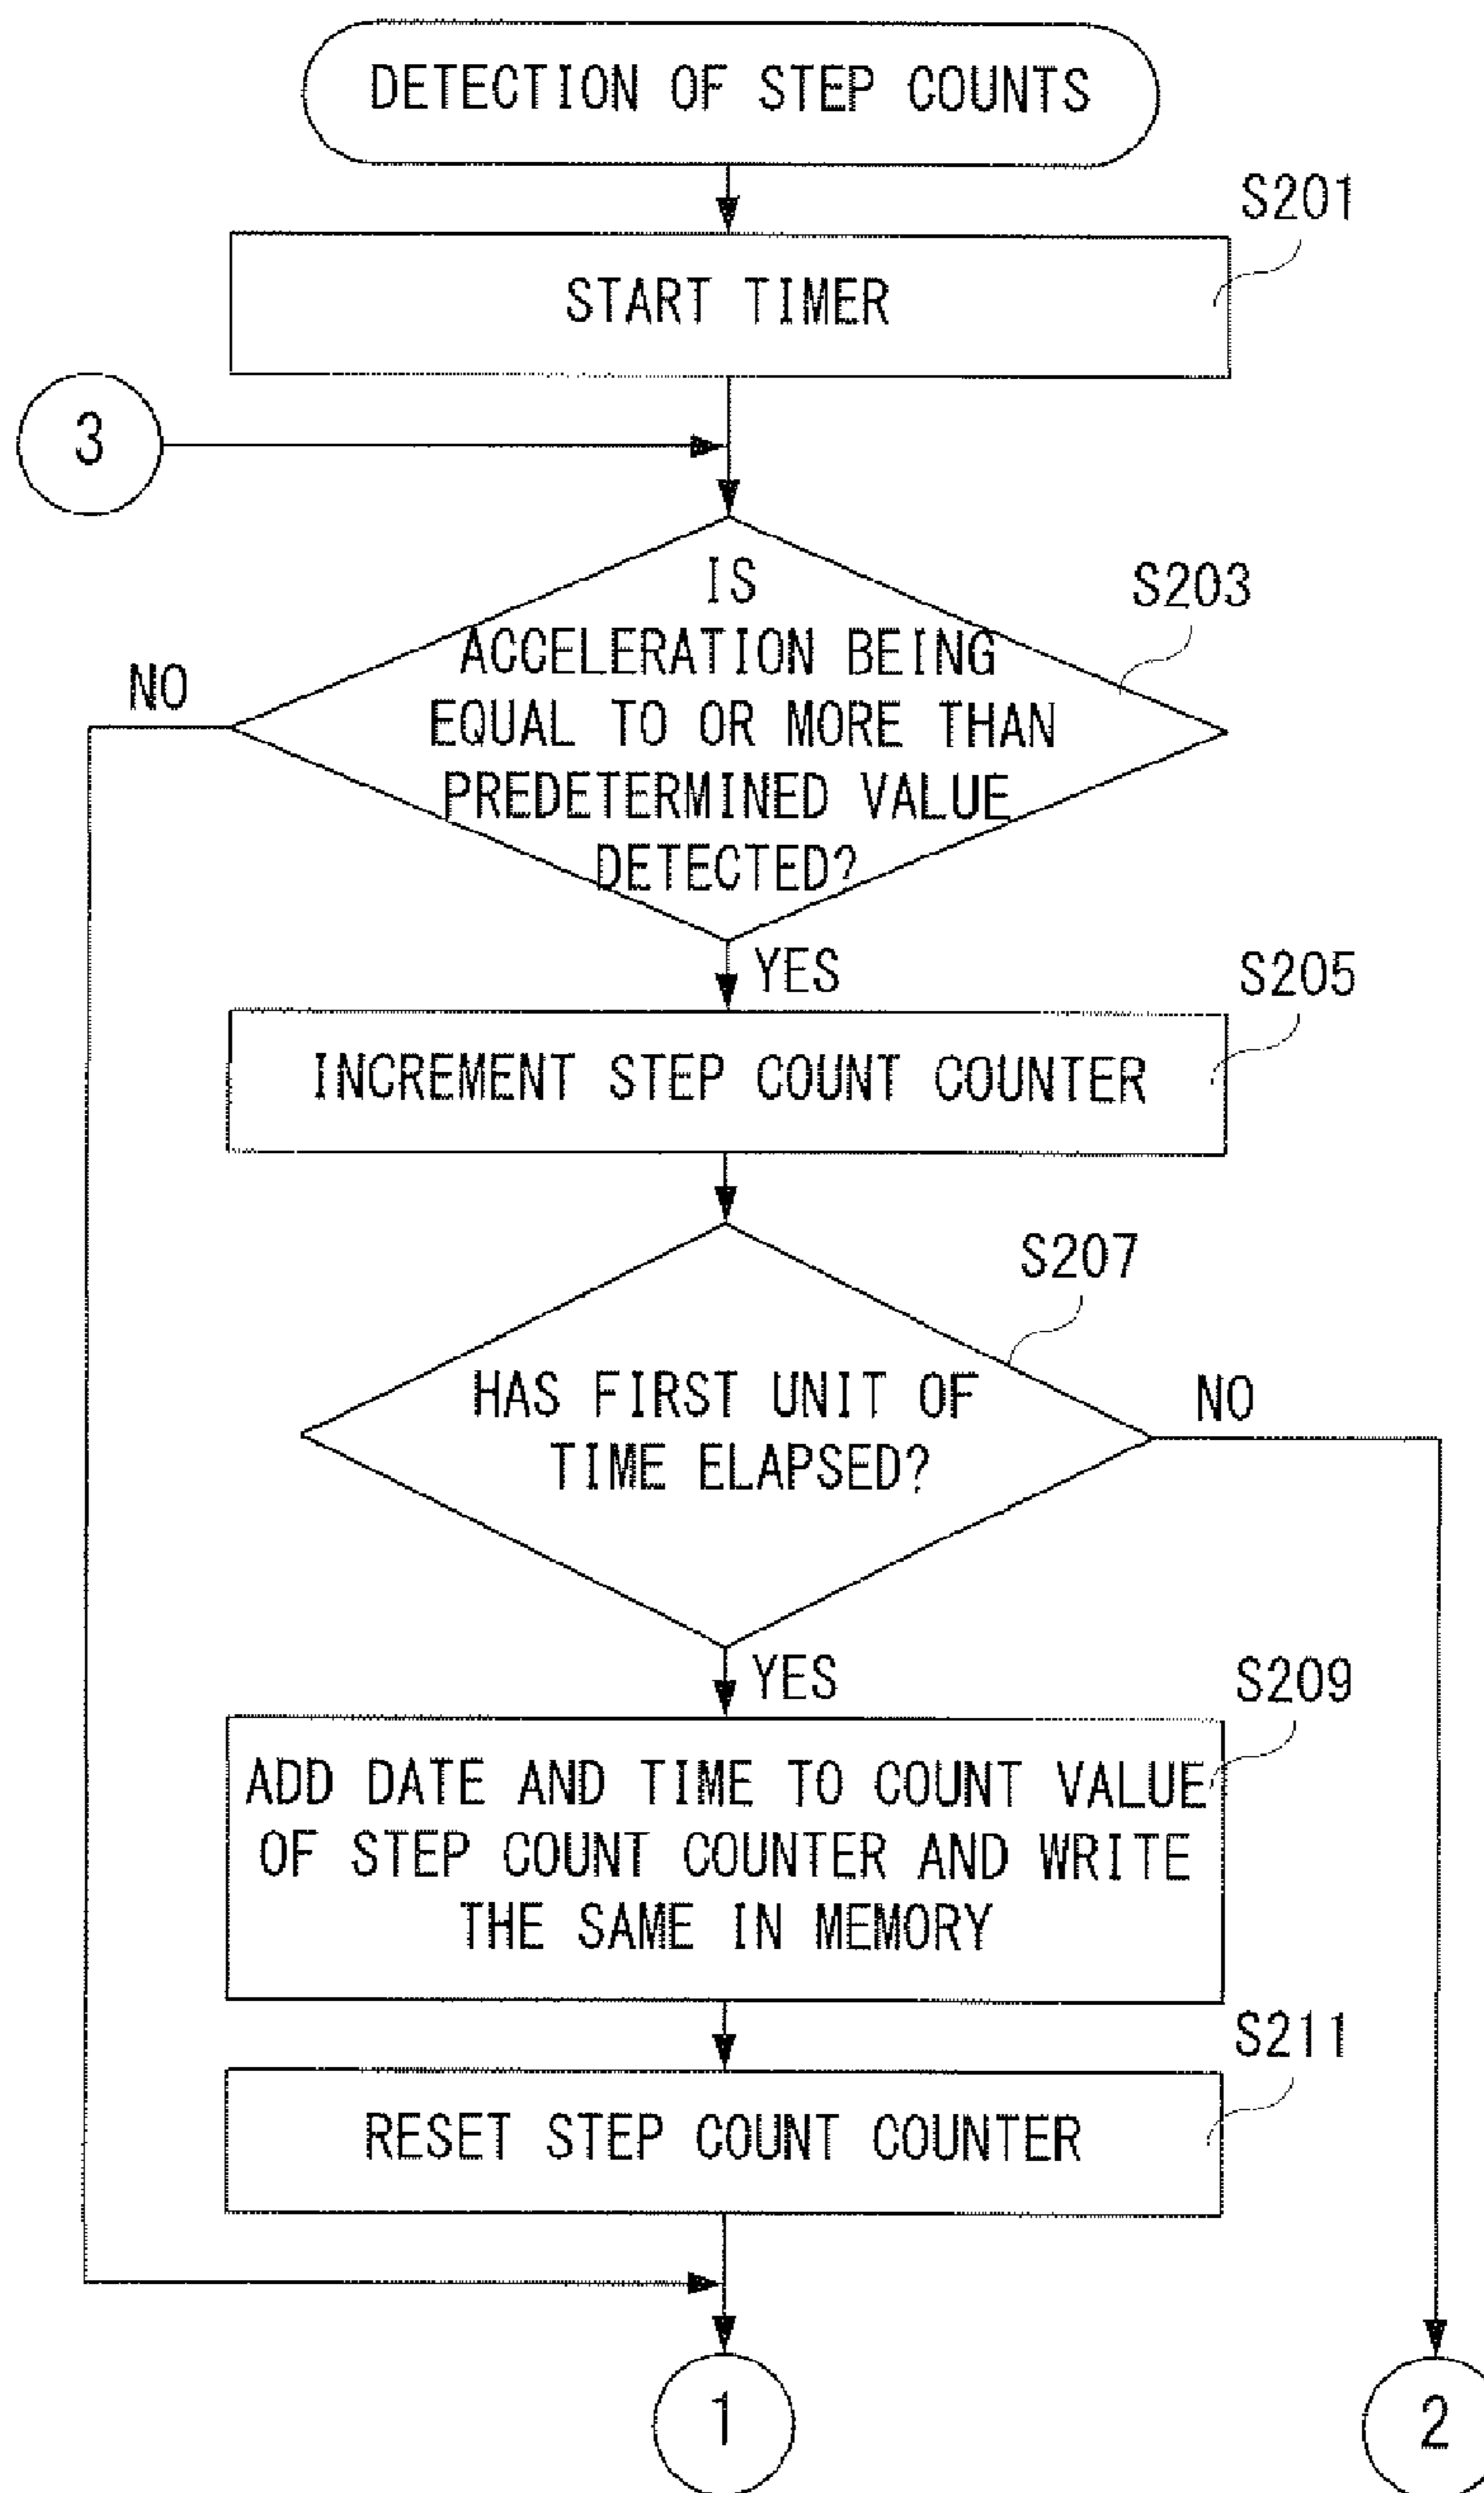 DETECTION OF STEP COUNTS
S201
START TIMER
3
IS
S203
ACCELERATION BEING
NO
EQUAL TO OR MORE THAN
PREDETERMINED VALUE
DETECTED?
YES
S205
INCREMENT STEP COUNT COUNTER
S207
HAS FIRST UNIT OF
NO
TIME ELAPSED?
YES
S209
ADD DATE AND TIME TO COUNT VALUE
OF STEP COUNT COUNTER AND WRITE
THE SAME IN MEMORY
S211
RESET STEP COUNT COUNTER
1
2